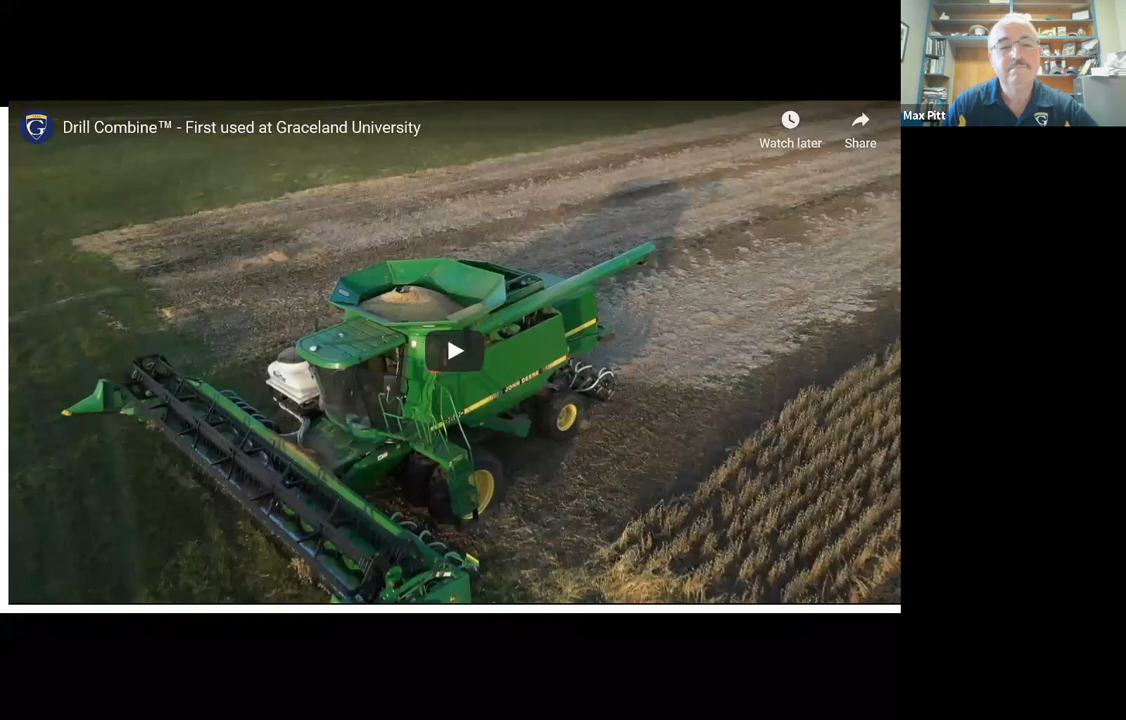 G
Drill Combine™ - First used at Graceland University
Watch later
Share
Max Pitt
JOHN DEERE